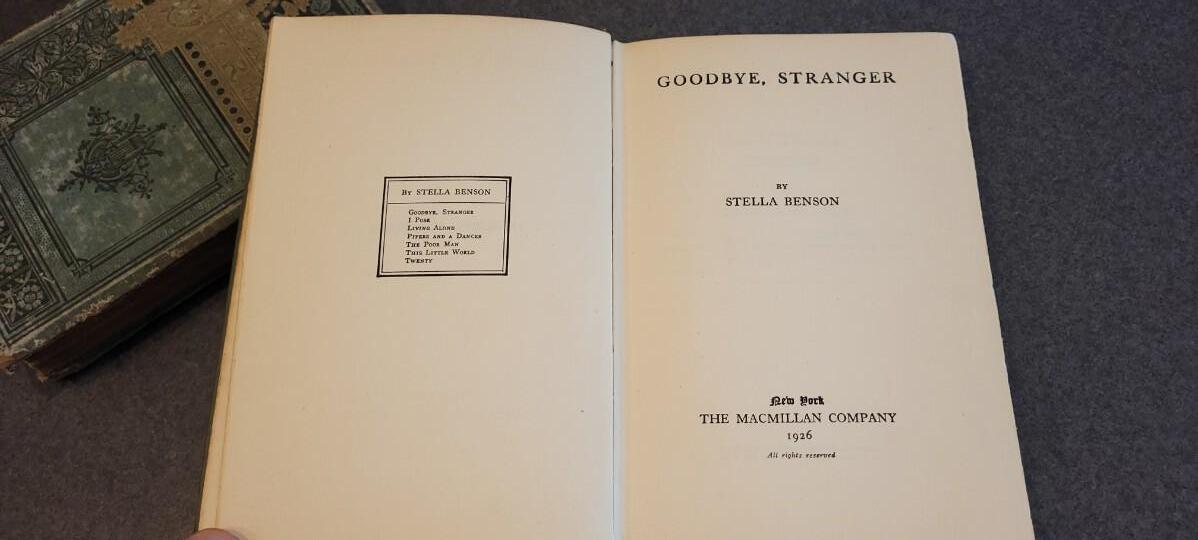 By STELLA BENSON
Goodbye, Stranger
I Pose
Living Alone
Pipers and a Dancer
The Poor Man
This Little World
Twenty
GOODBYE, STRANGER
BY
STELLA BENSON
New York
THE MACMILLAN COMPANY
1926
All rights reserved